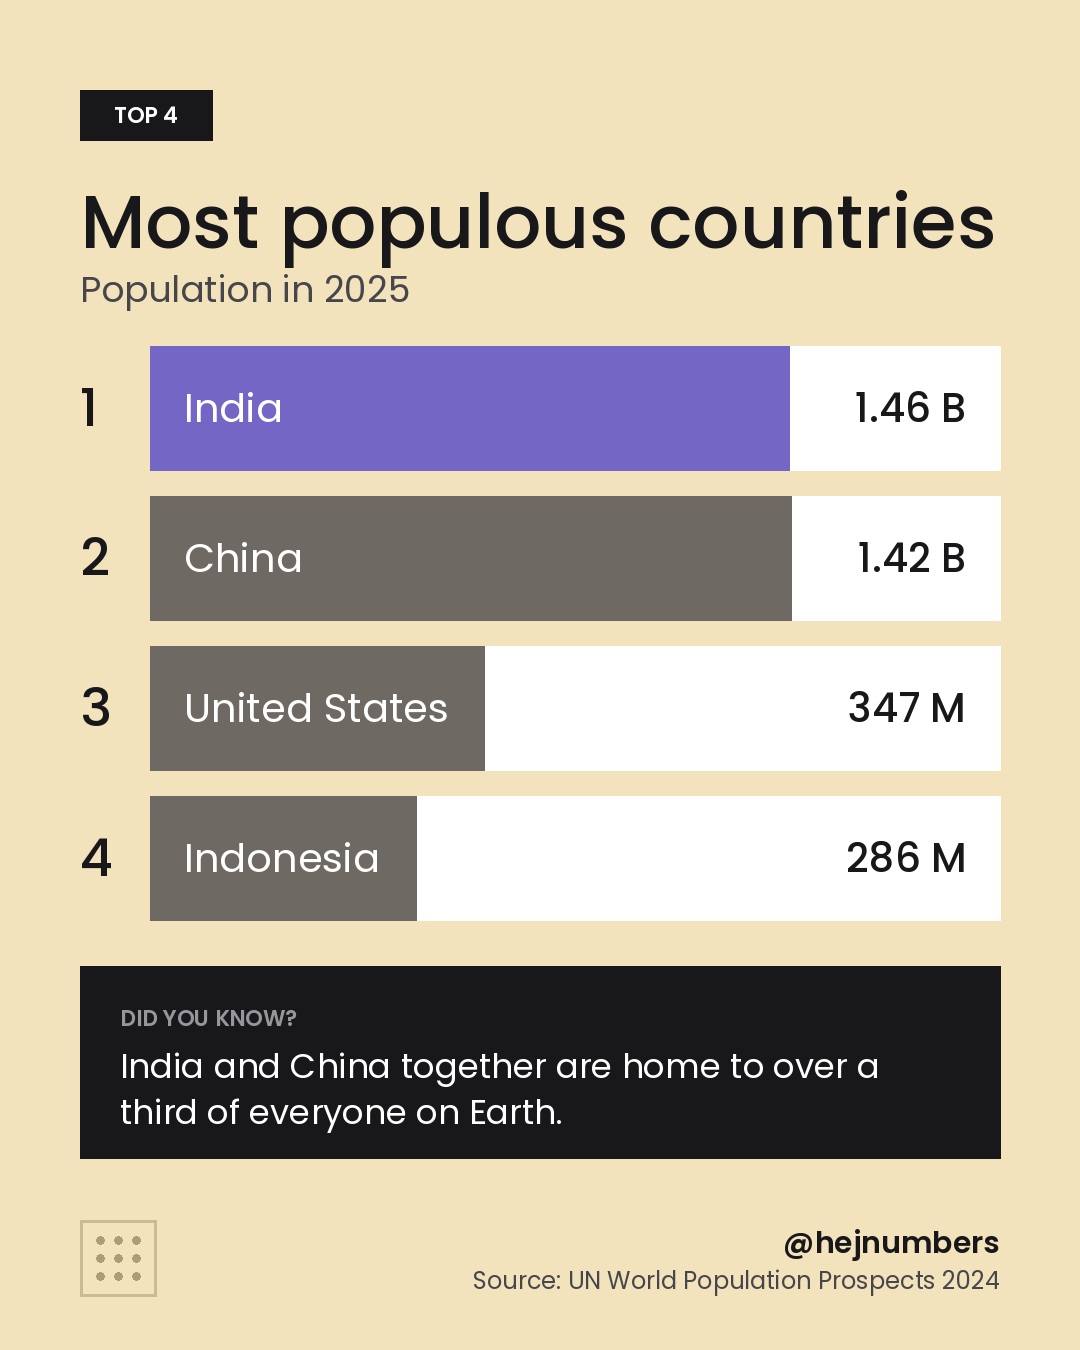 TOP 4
Most populous countries
Population in 2025
1 India 1.46 B
2 China 1.42 B
3 United States 347 M
4 Indonesia 286 M
DID YOU KNOW?
India and China together are home to over a
third of everyone on Earth.
@hejnumbers
Source: UN World Population Prospects 2024